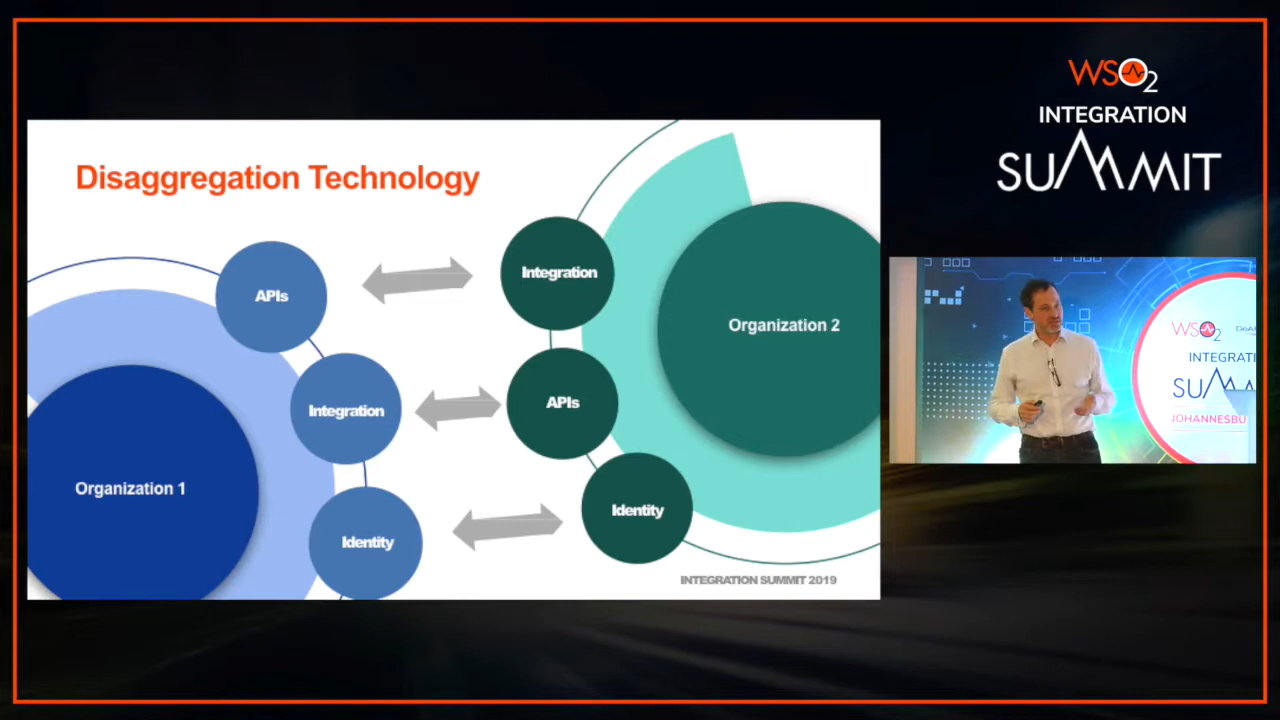 WSO2
INTEGRATION
SUMMIT
Disaggregation Technology
APIs
Integration
Identity
Organization 1
Integration
APIs
Identity
Organization 2
INTEGRATION SUMMIT 2019
WSO2
INTEGRATI
SUM
JOHANNESBU